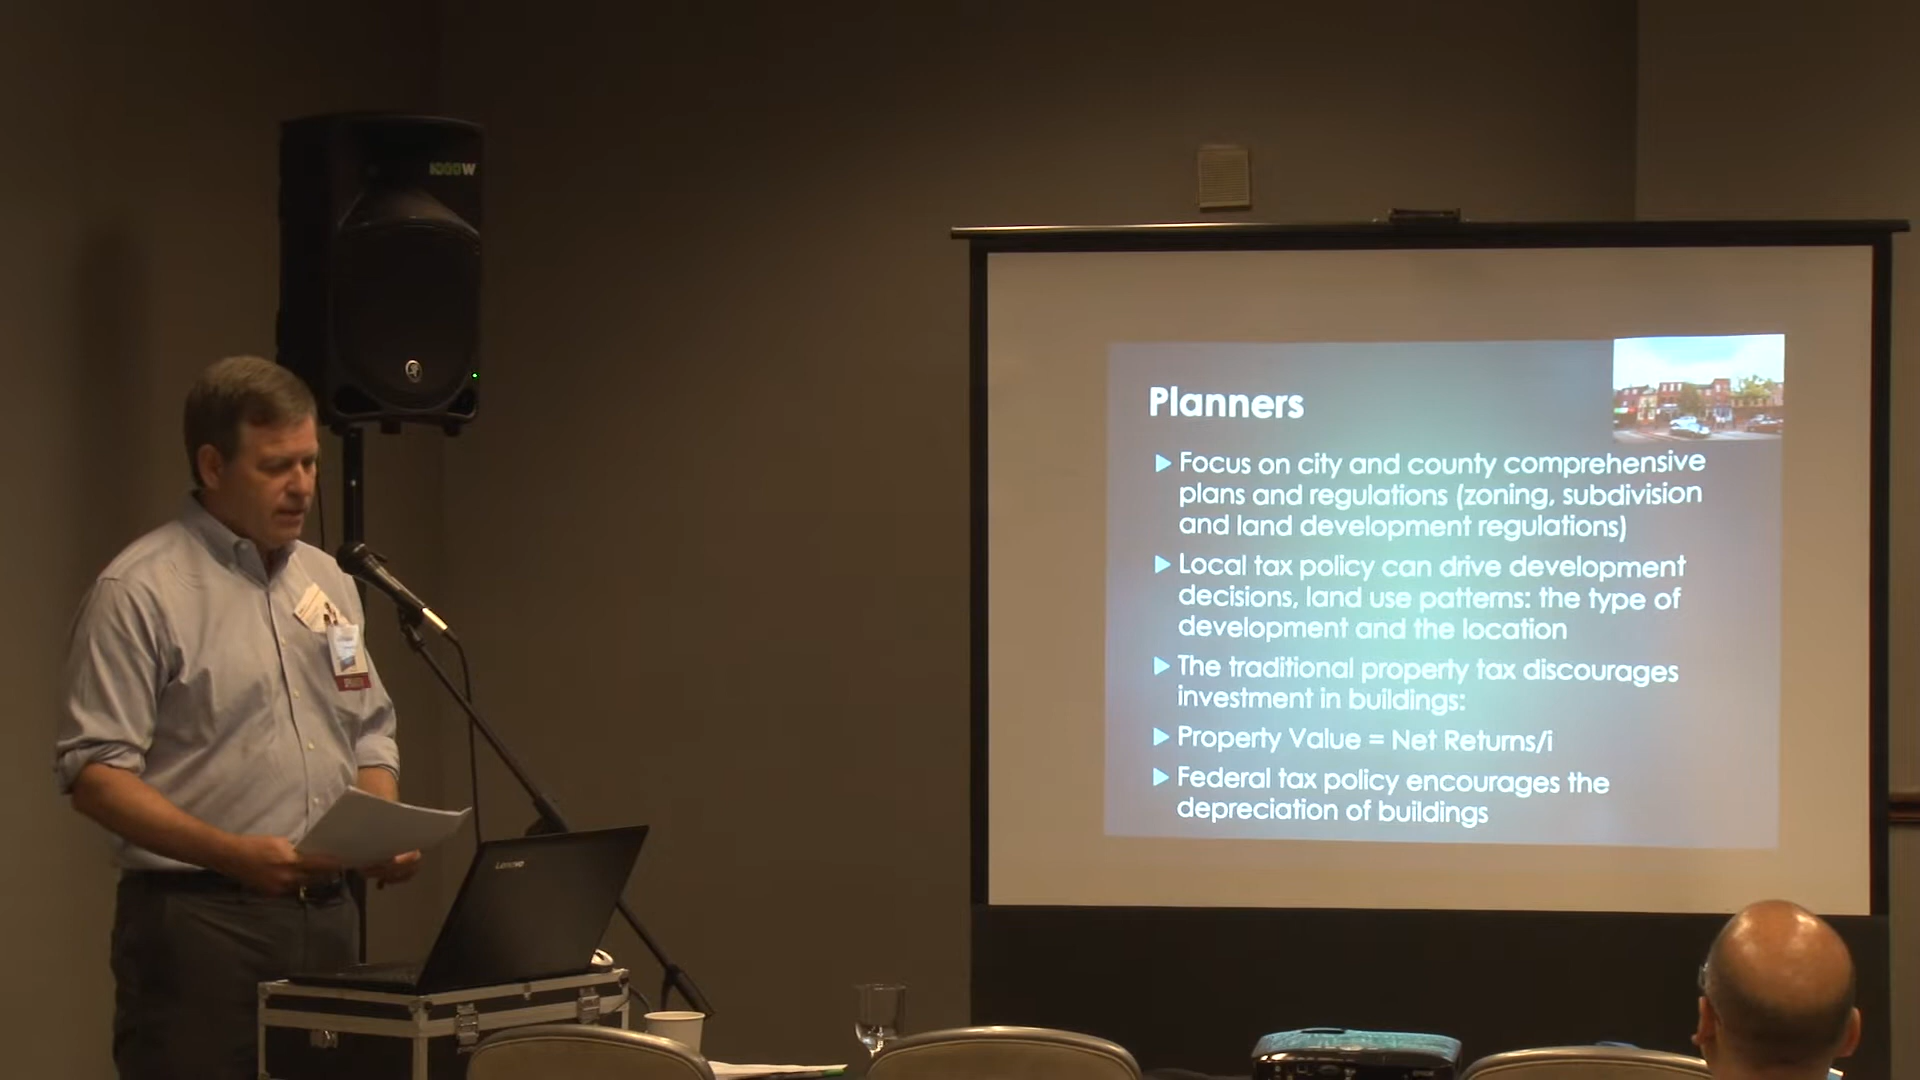 1000W
Planners
Focus on city and county comprehensive
plans and regulations (zoning, subdivision
and land development regulations)
Local tax policy can drive development
decisions, land use patterns: the type of
development and the location
The traditional property tax discourages
investment in buildings:
Property Value = Net Returns/i
Federal tax policy encourages the
depreciation of buildings
Lenovo